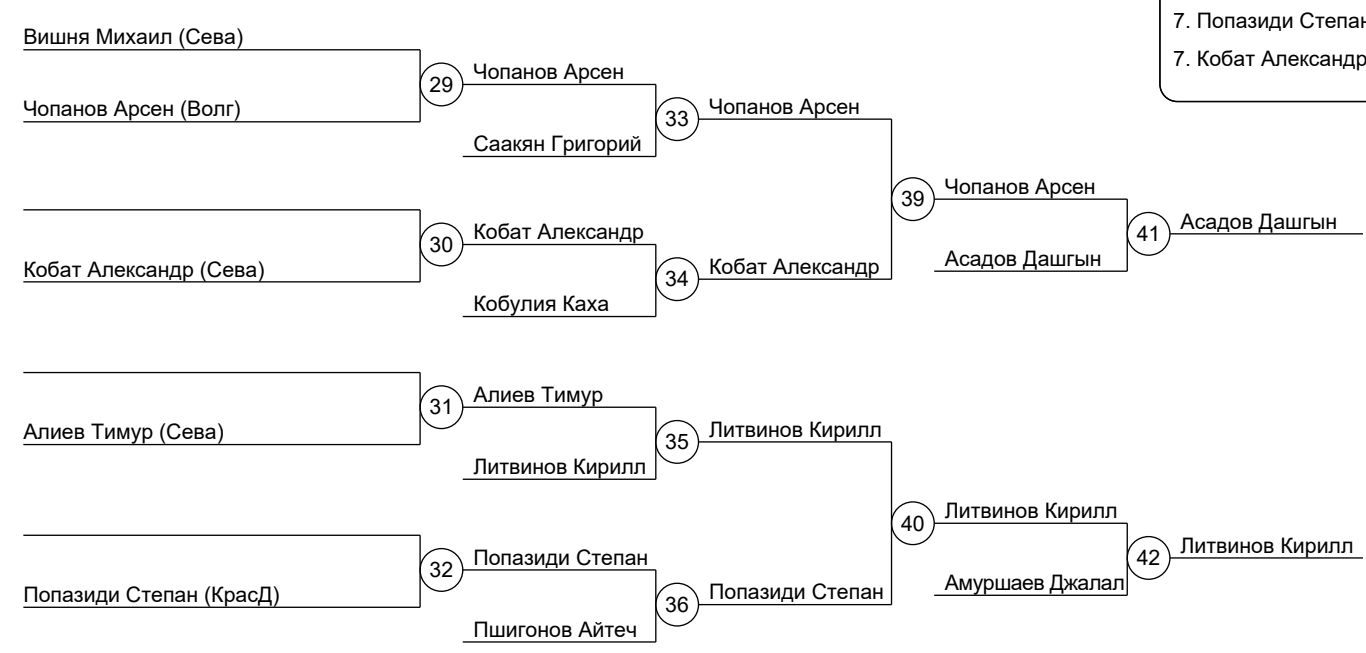 7. Попазиди Степан
7. Кобат Александр
Вишня Михаил (Сева)
29
Чопанов Арсен
Чопанов Арсен (Волг)
33
Чопанов Арсен
Саакян Григорий
39
Чопанов Арсен
41
Асадов Дашгын
Асадов Дашгын
30
Кобат Александр
Кобат Александр (Сева)
34
Кобат Александр
Кобулия Каха
31
Алиев Тимур
Алиев Тимур (Сева)
35
Литвинов Кирилл
Литвинов Кирилл
40
Литвинов Кирилл
42
Литвинов Кирилл
Амуршаев Джалал
32
Попазиди Степан
Попазиди Степан (КрасД)
36
Попазиди Степан
Пшигонов Айтеч